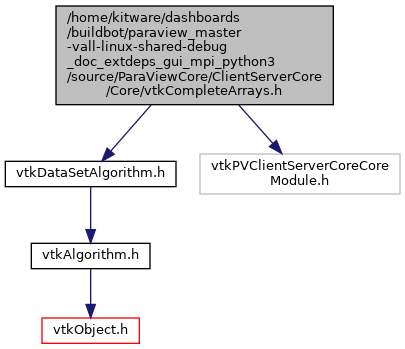 /home/kitware/dashboards
/buildbot/paraview_master
-vall-linux-shared-debug
_doc_extdeps_gui_mpi_python3
/source/ParaViewCore/ClientServerCore
/Core/vtkCompleteArrays.h
vtkDataSetAlgorithm.h
vtkPVClientServerCoreCore
Module.h
vtkAlgorithm.h
vtkObject.h